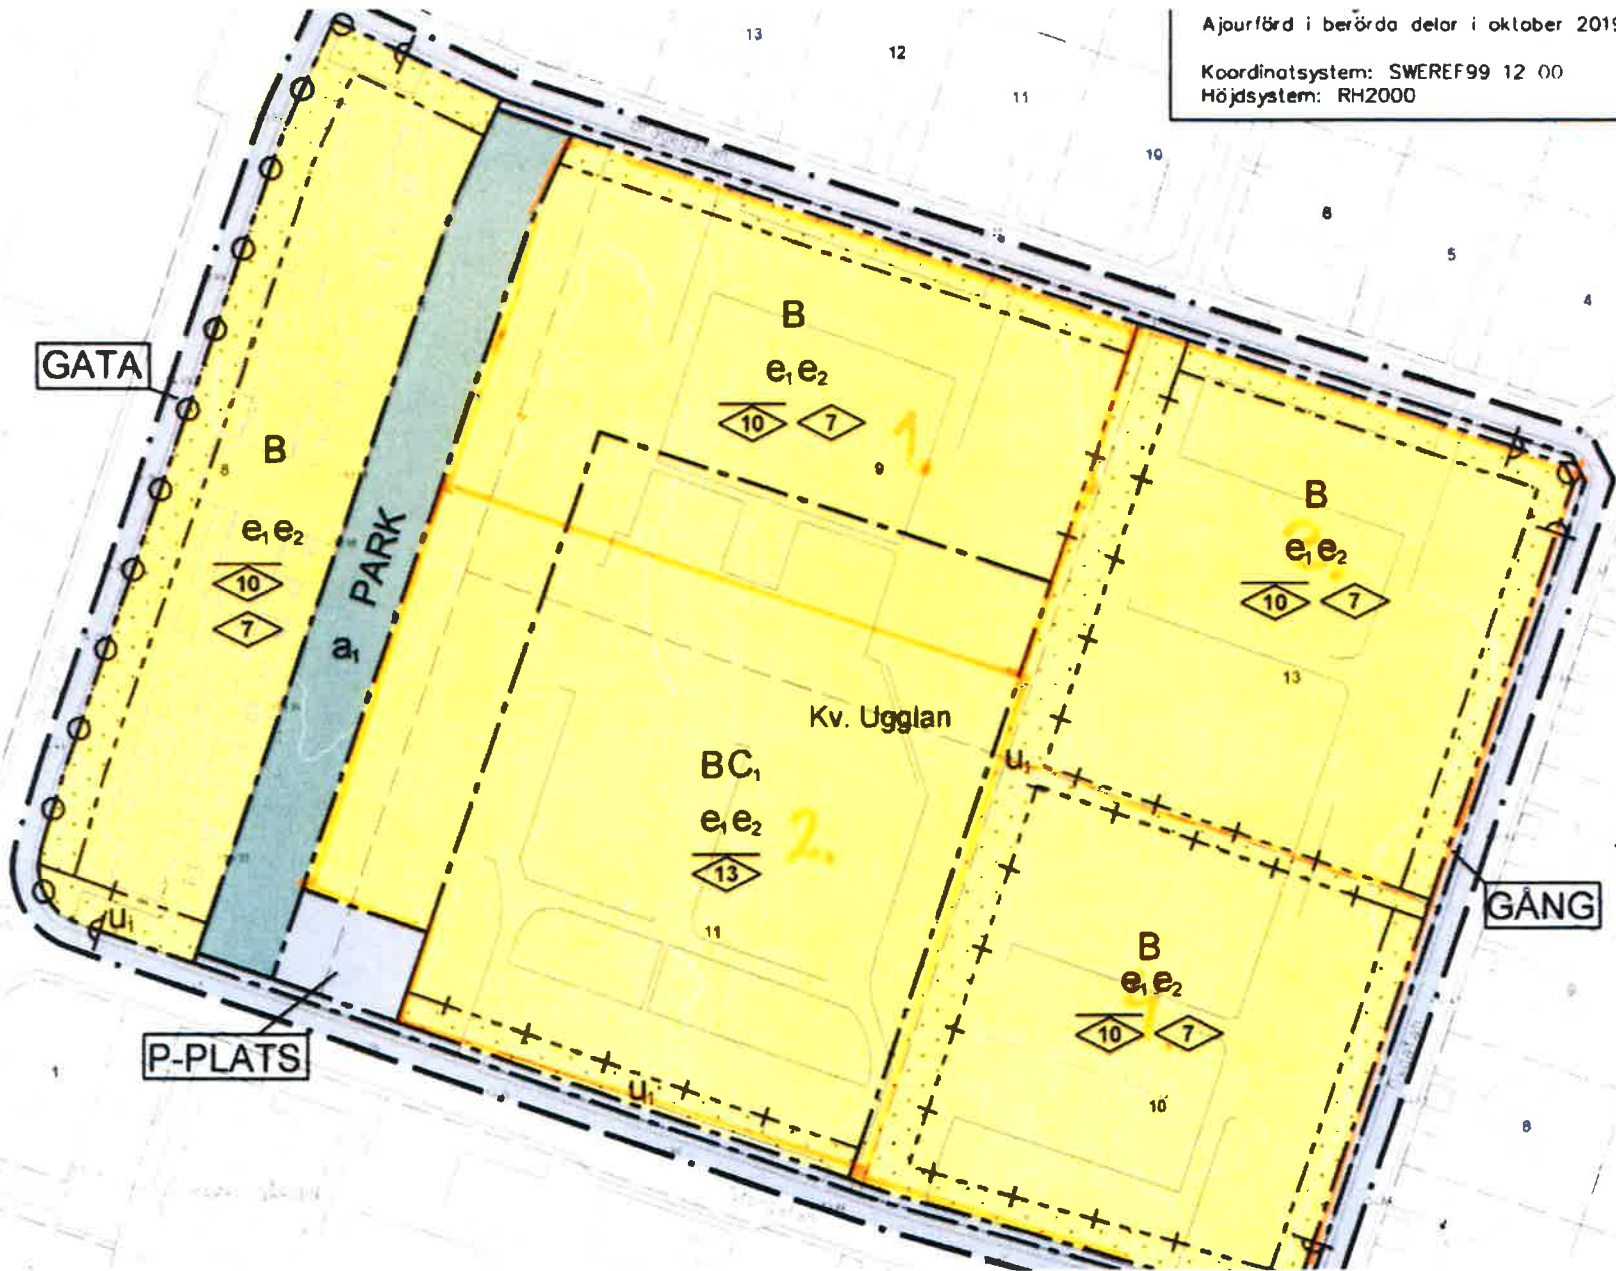 Ajourförd i berörda delar i oktober 2019
Koordinatsystem: SWEREF99 12 00
Höjdsystem: RH2000
13
12
11
10
6
5
4
GATA
B
e₁e₂
10
7
8
PARK
a₁
B
e₁e₂
10 7
1.
9
B
3.
e₁e₂
10 7
13
Kv. Ugglan
u₁
BC₁
e₁e₂
2.
13
11
GÅNG
B
e₁e₂
10 7
10
u₁
P-PLATS
u₁
1
8